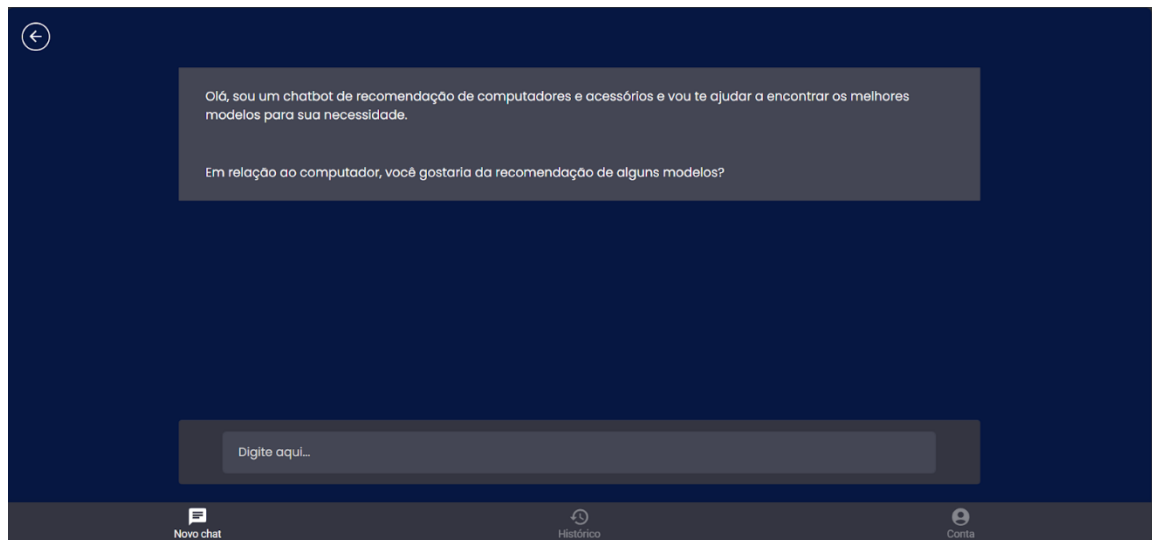 Olá, sou um chatbot de recomendação de computadores e acessórios e vou te ajudar a encontrar os melhores
modelos para sua necessidade.
Em relação ao computador, você gostaria da recomendação de alguns modelos?
Digite aqui...
Novo chat
Histórico
Conta